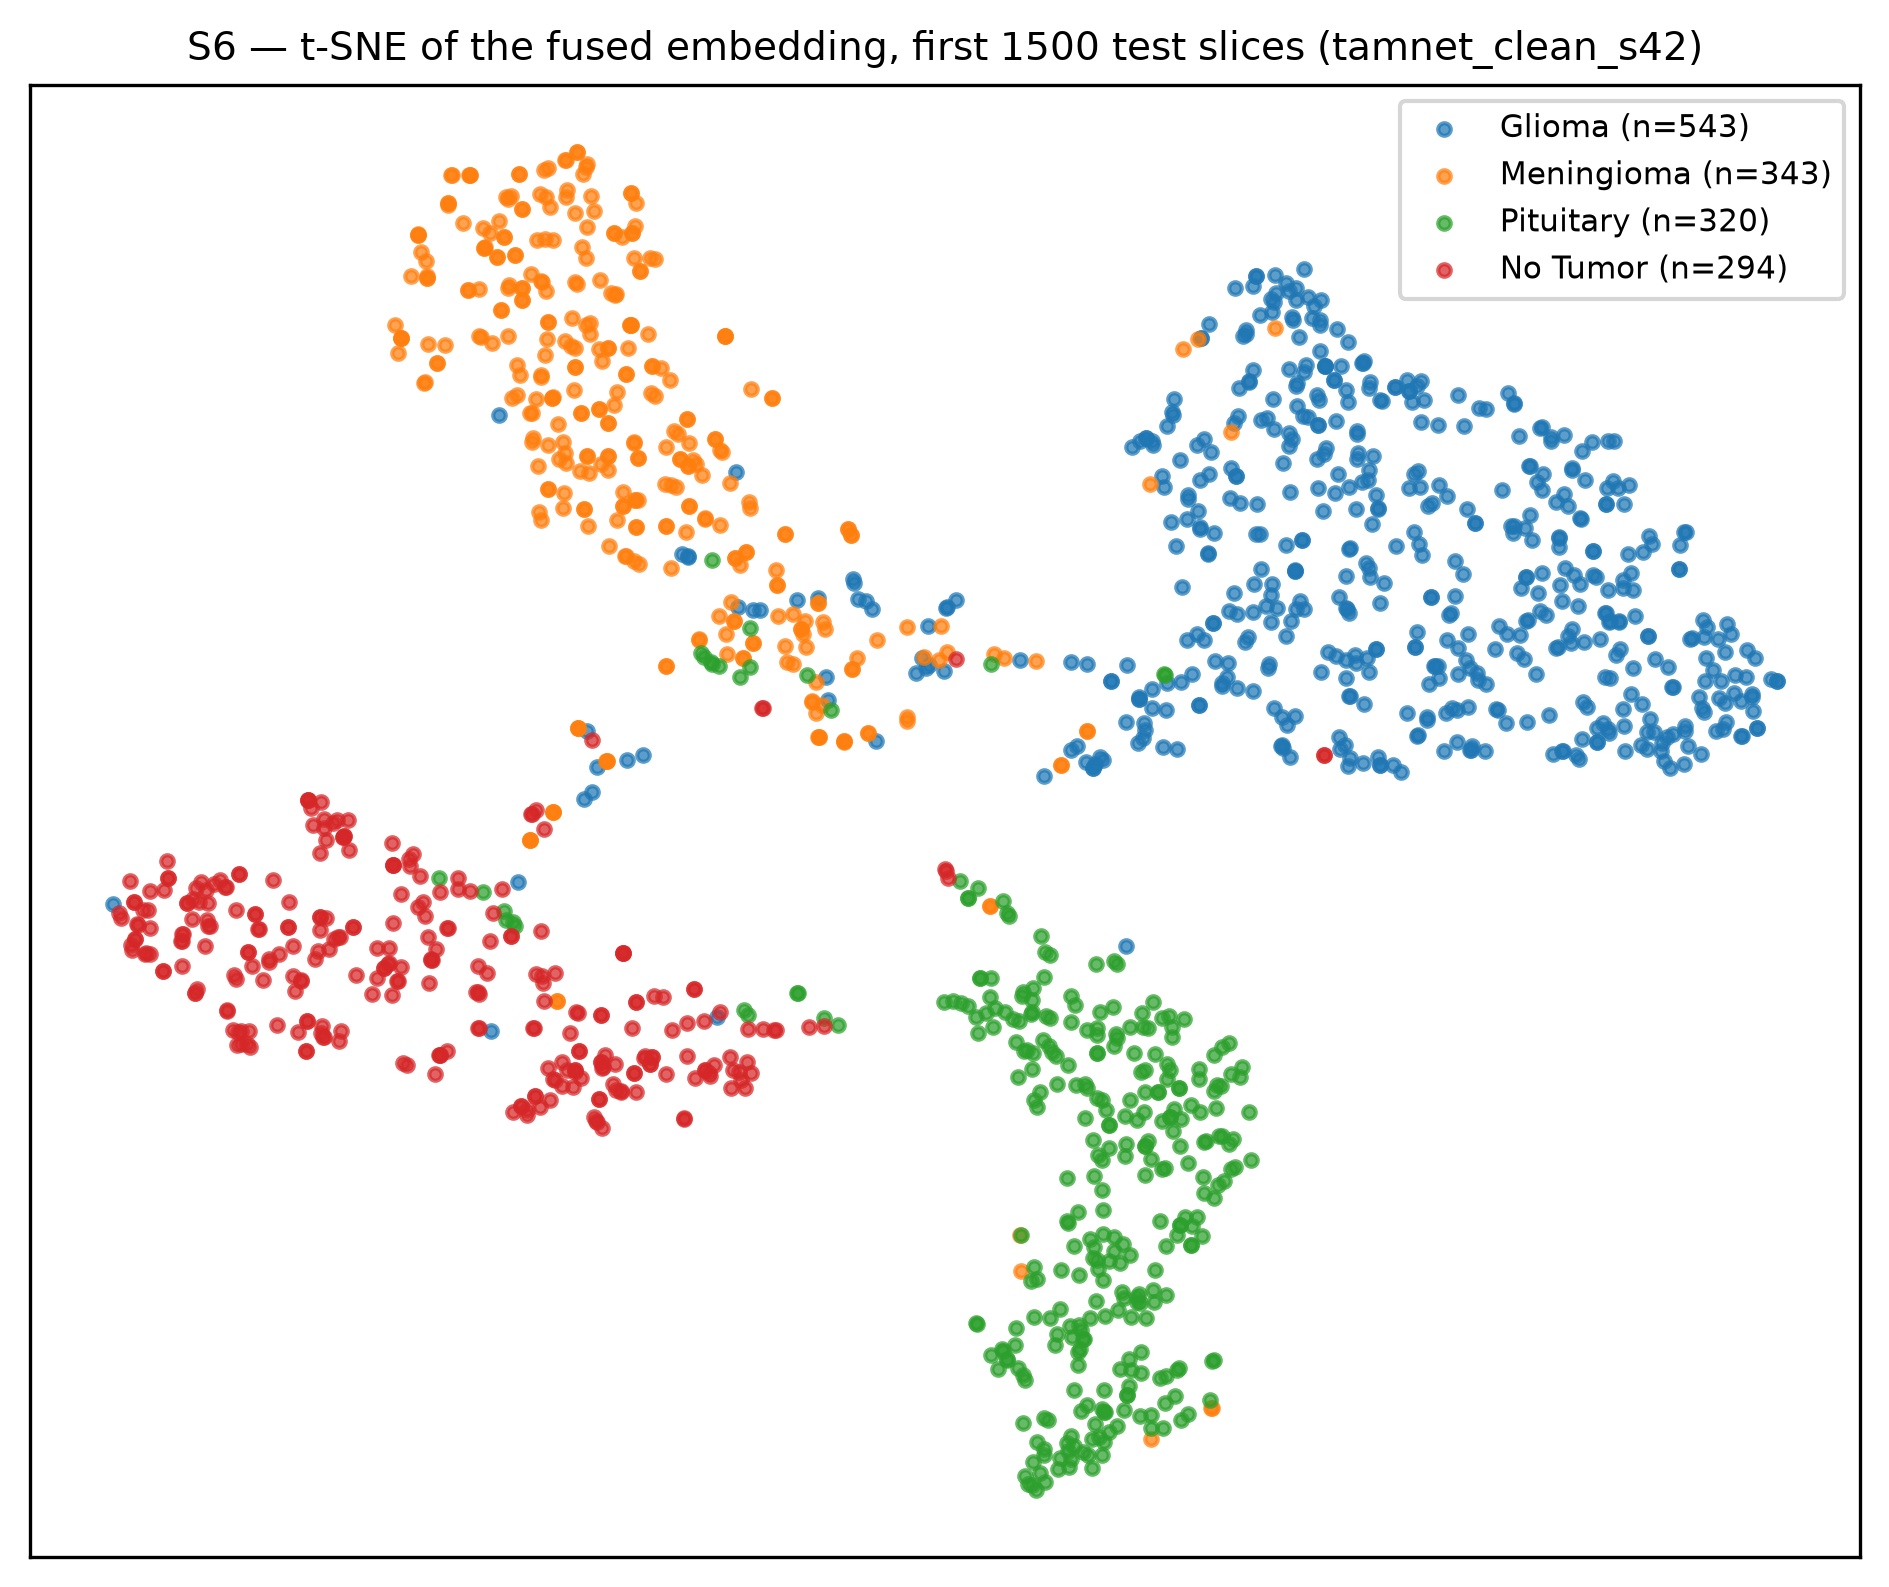 S6 — t-SNE of the fused embedding, first 1500 test slices (tamnet_clean_s42)
Glioma (n=543)
Meningioma (n=343)
Pituitary (n=320)
No Tumor (n=294)